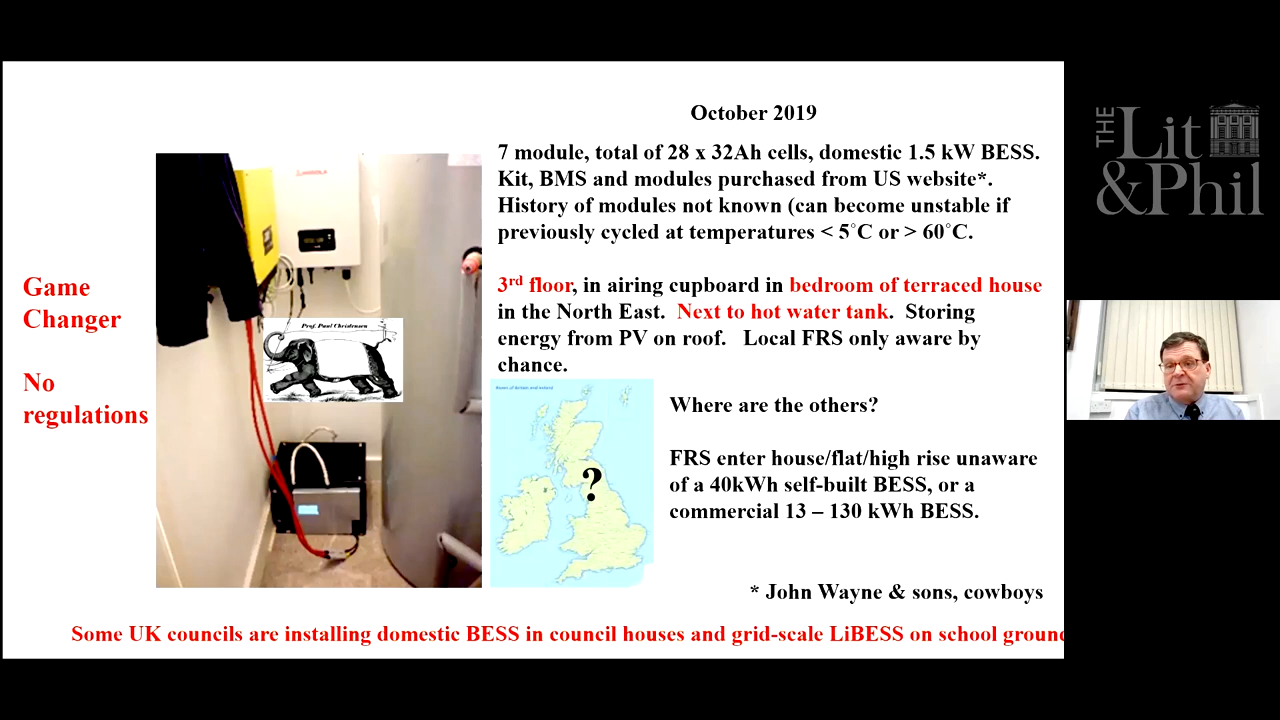 October 2019
7 module, total of 28 x 32Ah cells, domestic 1.5 kW BESS.
Kit, BMS and modules purchased from US website*.
History of modules not known (can become unstable if
previously cycled at temperatures < 5°C or > 60°C.
3rd floor, in airing cupboard in bedroom of terraced house
in the North East. Next to hot water tank. Storing
energy from PV on roof. Local FRS only aware by
chance.
Game
Changer
No
regulations
Prof. Paul Christensen
?
Where are the others?
FRS enter house/flat/high rise unaware
of a 40kWh self-built BESS, or a
commercial 13 – 130 kWh BESS.
* John Wayne & sons, cowboys
Some UK councils are installing domestic BESS in council houses and grid-scale LiBESS on school ground
THE
Lit
&Phil